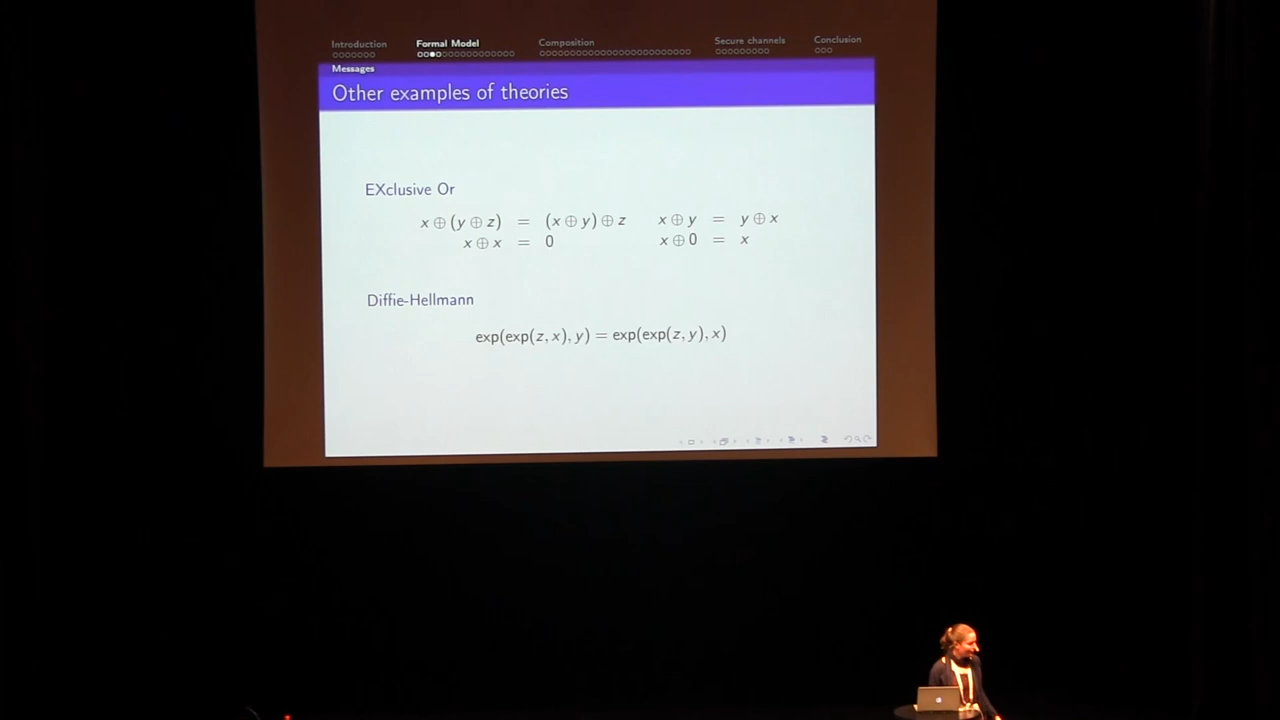 Introduction Formal Model Composition Secure channels Conclusion
Messages
Other examples of theories
EXclusive Or
x ⊕ (y ⊕ z) = (x ⊕ y) ⊕ z x ⊕ y = y ⊕ x
x ⊕ x = 0 x ⊕ 0 = x
Diffie-Hellmann
exp(exp(z, x), y) = exp(exp(z, y), x)